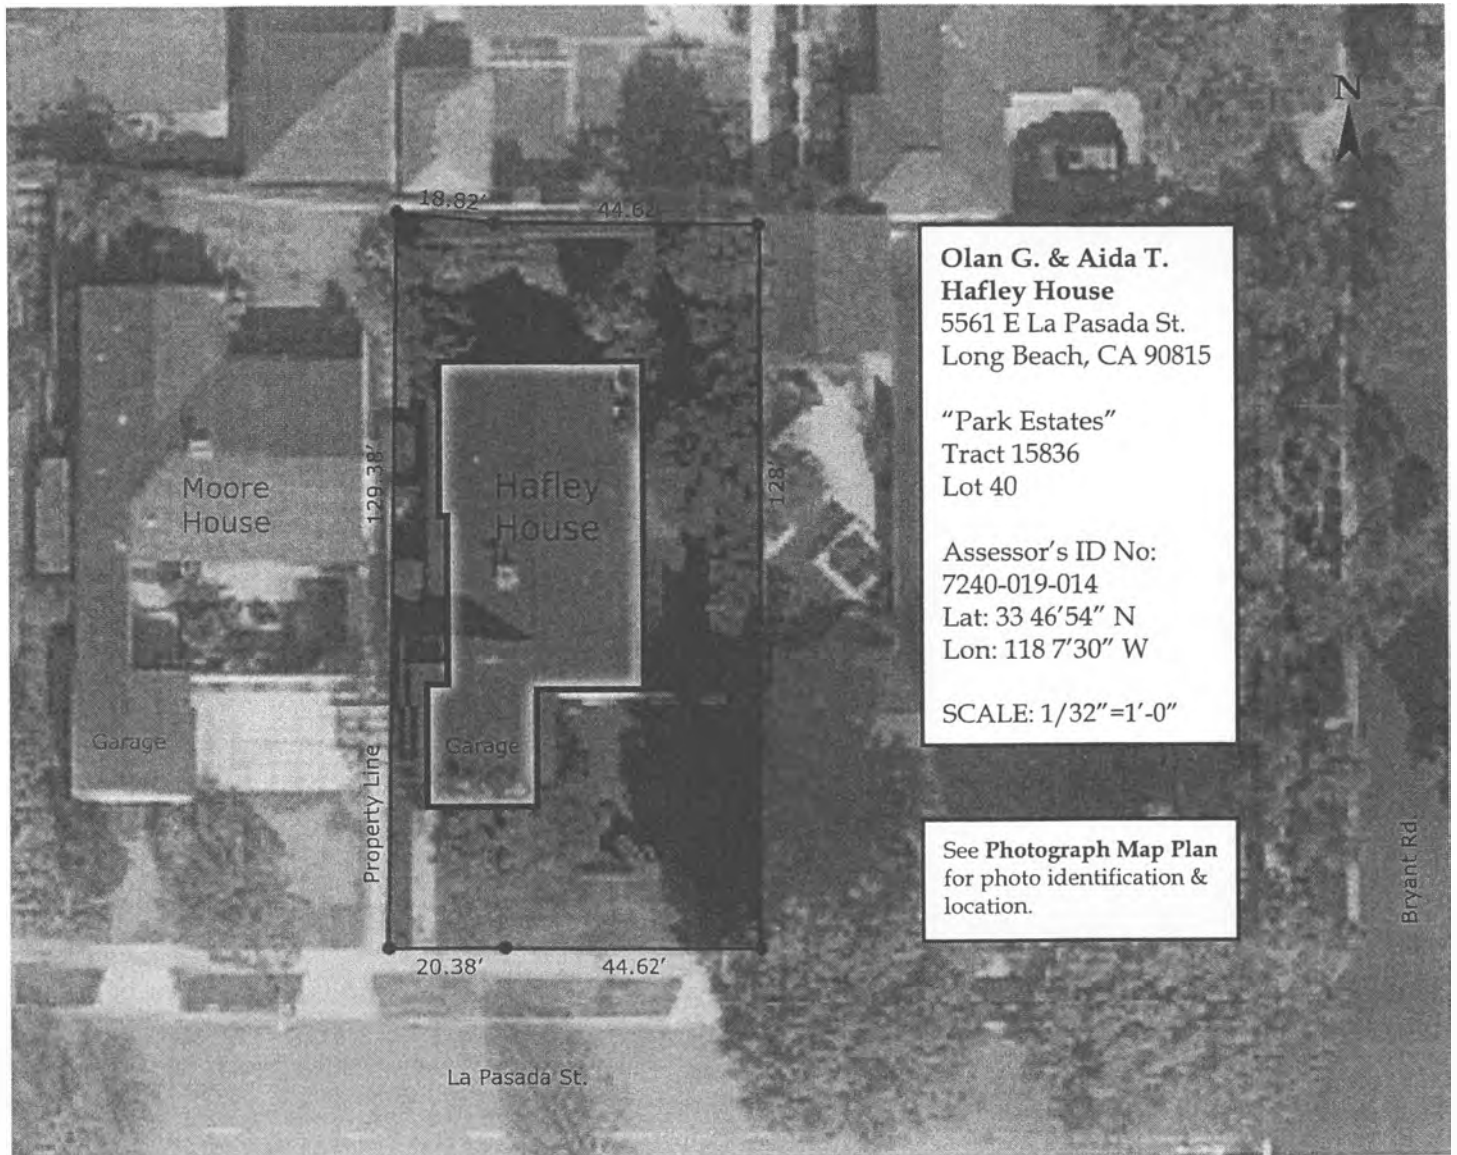 N
18.82'
44.62'
Olan G. & Aida T.
Hafley House
5561 E La Pasada St.
Long Beach, CA 90815
"Park Estates"
Tract 15836
Lot 40
Assessor's ID No:
7240-019-014
Lat: 33 46'54" N
Lon: 118 7'30" W
SCALE: 1/32"=1'-0"
129.38'
128'
Moore
House
Hafley
House
Garage
Garage
Property Line
See Photograph Map Plan
for photo identification &
location.
Bryant Rd.
20.38'
44.62'
La Pasada St.